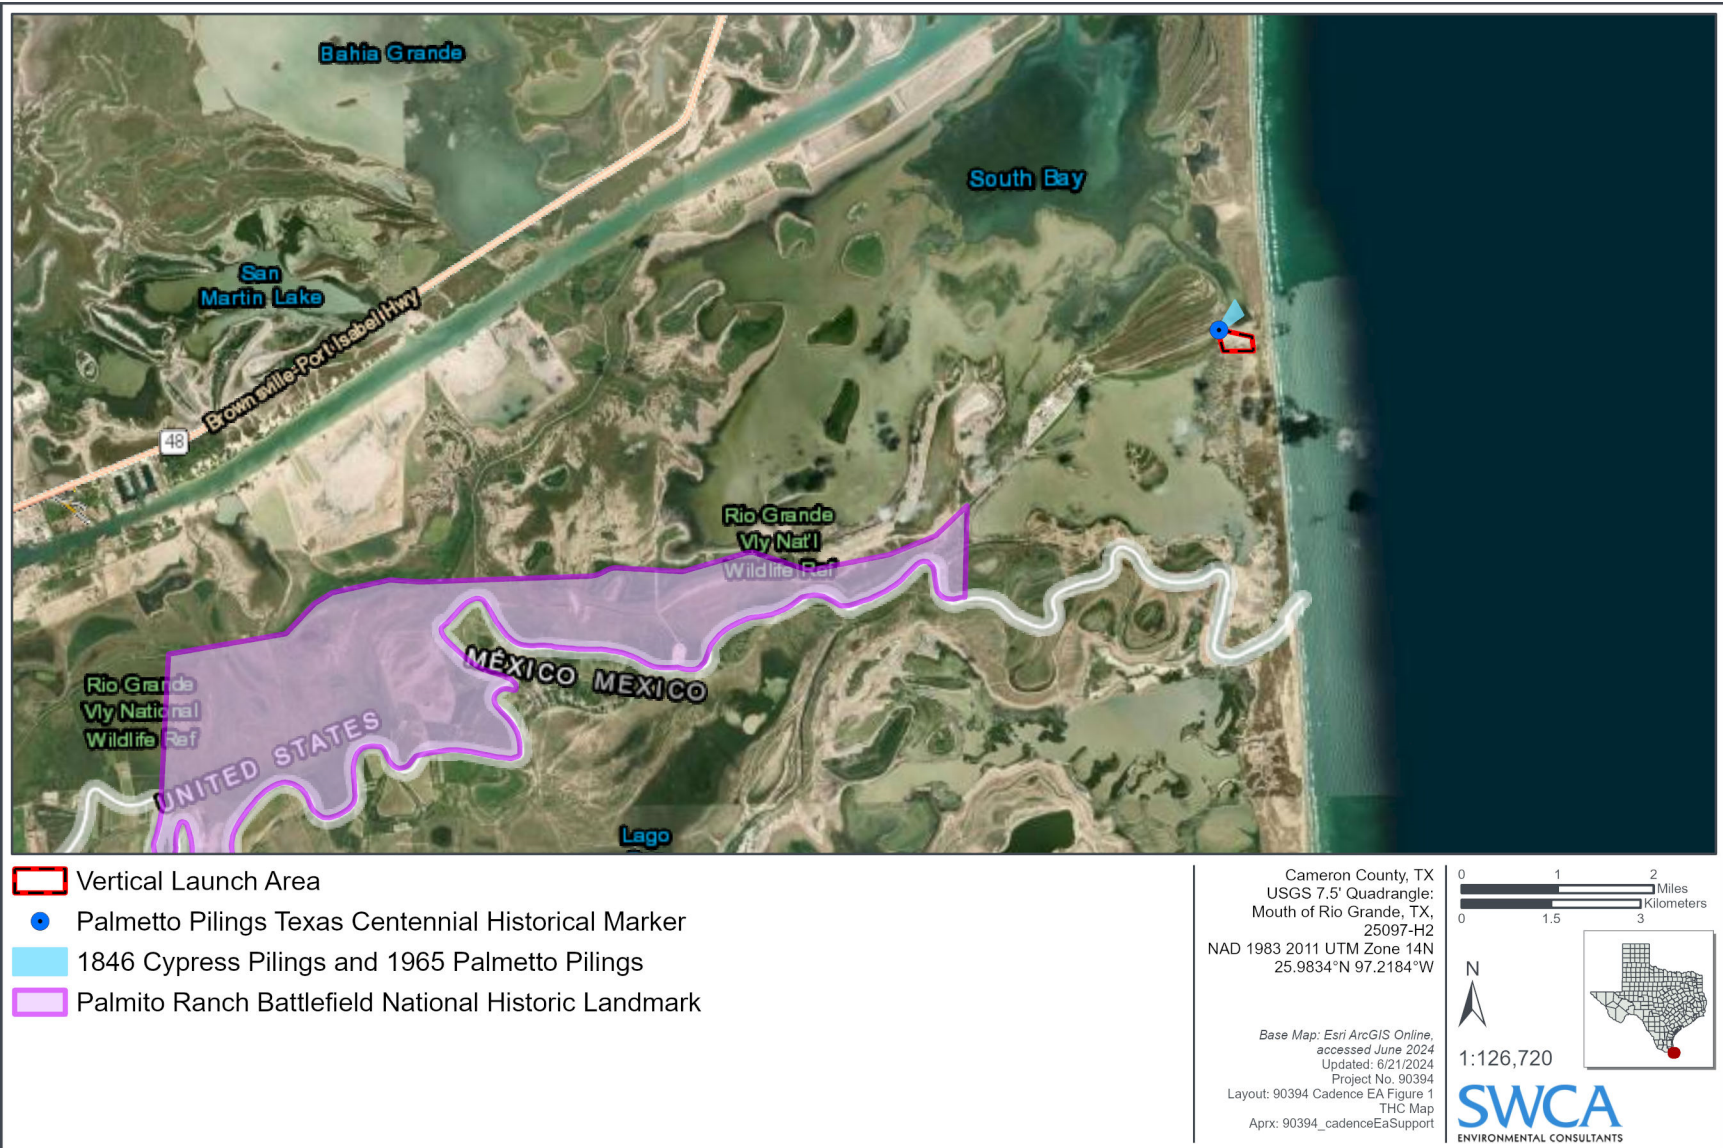 Bahia Grande
South Bay
San
Martin Lake
Brownsville-Port Isabel Hwy
48
Rio Grande
Vly Nat'l
Wildlife Ref
MÉXICO MEXICO
Rio Grande
Vly National
Wildlife Ref
UNITED STATES
Lago
Vertical Launch Area
Palmetto Pilings Texas Centennial Historical Marker
1846 Cypress Pilings and 1965 Palmetto Pilings
Palmito Ranch Battlefield National Historic Landmark
Cameron County, TX
USGS 7.5' Quadrangle:
Mouth of Rio Grande, TX,
25097-H2
NAD 1983 2011 UTM Zone 14N
25.9834°N 97.2184°W
Base Map: Esri ArcGIS Online,
accessed June 2024
Updated: 6/21/2024
Project No. 90394
Layout: 90394 Cadence EA Figure 1
THC Map
Aprx: 90394_cadenceEaSupport
0 1 2
Miles
Kilometers
0 1.5 3
N
1:126,720
SWCA
ENVIRONMENTAL CONSULTANTS